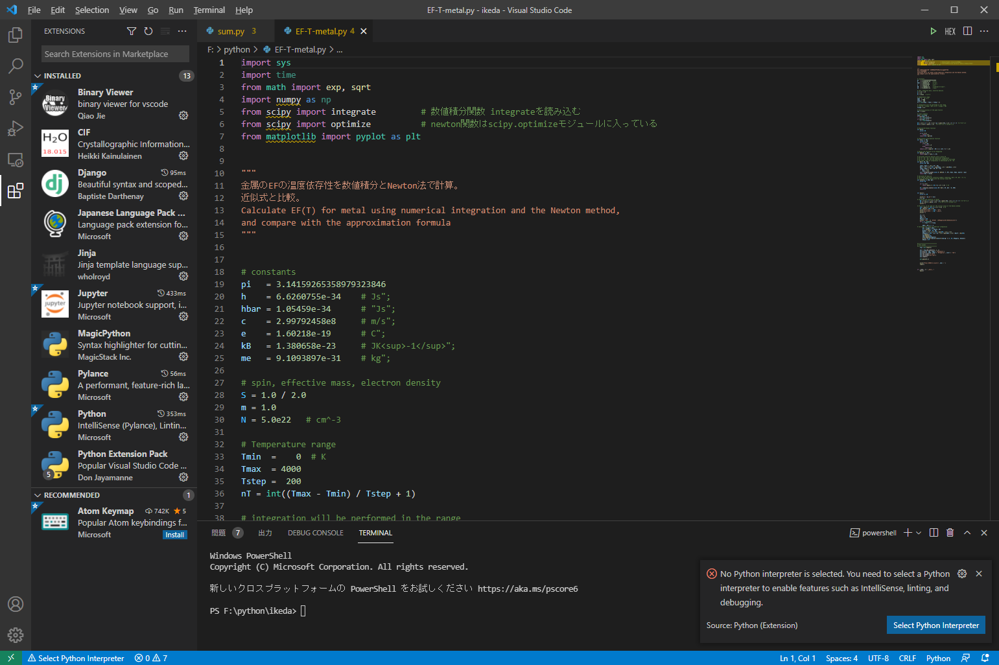 File Edit Selection View Go Run Terminal Help
EF-T-metal.py - ikeda - Visual Studio Code
EXTENSIONS
Search Extensions in Marketplace
INSTALLED 13
Binary Viewer
binary viewer for vscode
Qiao Jie
CIF
Crystallographic Information...
Heikki Kainulainen
Django 95ms
Beautiful syntax and scoped...
Baptiste Darthenay
Japanese Language Pack ...
Language pack extension fo...
Microsoft
Jinja
Jinja template language sup...
wholroyd
Jupyter 433ms
Jupyter notebook support, i...
Microsoft
MagicPython
Syntax highlighter for cuttin...
MagicStack Inc.
Pylance 56ms
A performant, feature-rich la...
Microsoft
Python 353ms
IntelliSense (Pylance), Lintin...
Microsoft
Python Extension Pack
Popular Visual Studio Code ...
5
Don Jayamanne
RECOMMENDED 1
Atom Keymap 742K ★ 5
Popular Atom keybindings f...
Microsoft Install
Binary Viewer
H2O
18.015
dj
jupyter
sum.py 3 EF-T-metal.py 4
HEX
F: > python > EF-T-metal.py > ...
1 import sys
2 import time
3 from math import exp, sqrt
4 import numpy as np
5 from scipy import integrate # 数値積分関数 integrateを読み込む
6 from scipy import optimize # newton関数はscipy.optimizeモジュールに入っている
7 from matplotlib import pyplot as plt
8
9
10 """
11 金属のEFの温度依存性を数値積分とNewton法で計算。
12 近似式と比較。
13 Calculate EF(T) for metal using numerical integration and the Newton method,
14 and compare with the approximation formula
15 """
16
17
18 # constants
19 pi = 3.14159265358979323846
20 h = 6.6260755e-34 # Js";
21 hbar = 1.05459e-34 # "Js";
22 c = 2.99792458e8 # m/s";
23 e = 1.60218e-19 # C";
24 kB = 1.380658e-23 # JK<sup>-1</sup>";
25 me = 9.1093897e-31 # kg";
26
27 # spin, effective mass, electron density
28 S = 1.0 / 2.0
29 m = 1.0
30 N = 5.0e22 # cm^-3
31
32 # Temperature range
33 Tmin = 0 # K
34 Tmax = 4000
35 Tstep = 200
36 nT = int((Tmax - Tmin) / Tstep + 1)
37
38 # integration will be performed in the range
問題 7 出力 DEBUG CONSOLE TERMINAL
powershell
Windows PowerShell
Copyright (C) Microsoft Corporation. All rights reserved.
新しいクロスプラットフォームの PowerShell をお試しください https://aka.ms/pscore6
PS F:\python\ikeda>
No Python interpreter is selected. You need to select a Python
interpreter to enable features such as IntelliSense, linting, and
debugging.
Source: Python (Extension)
Select Python Interpreter
Select Python Interpreter 0 7
Ln 1, Col 1 Spaces: 4 UTF-8 CRLF Python